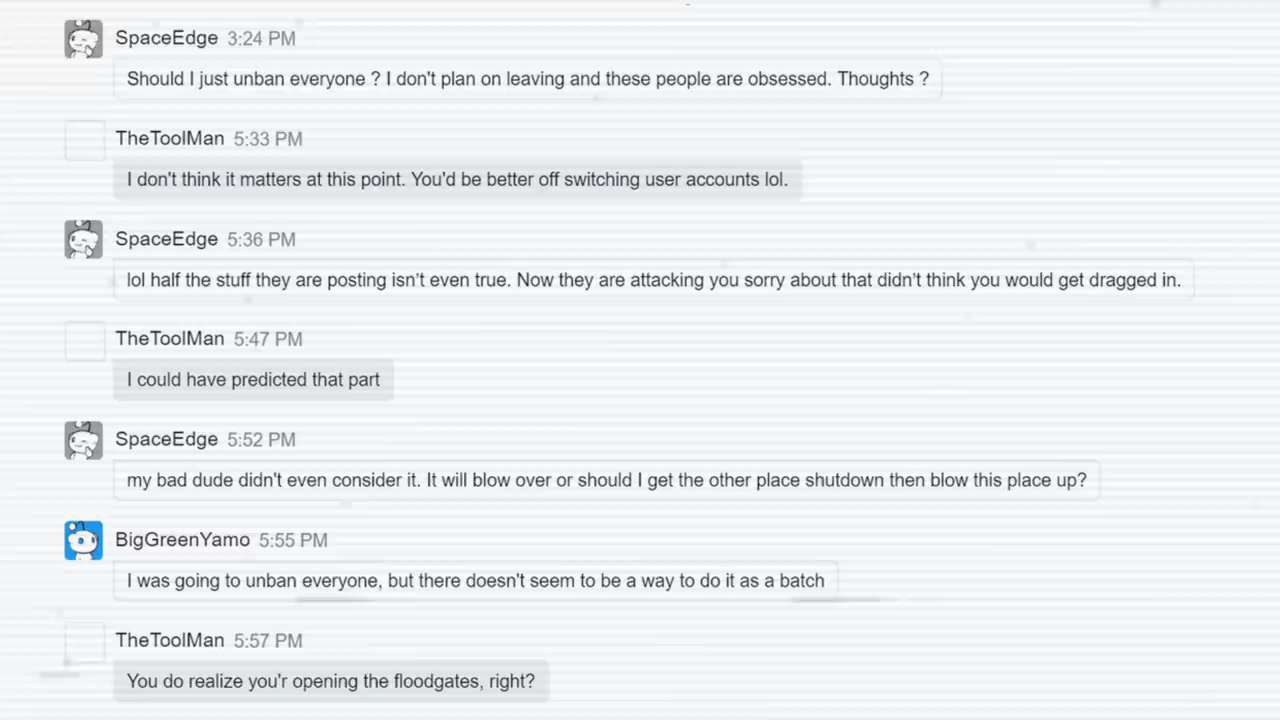 SpaceEdge 3:24 PM
Should I just unban everyone ? I don't plan on leaving and these people are obsessed. Thoughts ?
TheToolMan 5:33 PM
I don't think it matters at this point. You'd be better off switching user accounts lol.
SpaceEdge 5:36 PM
lol half the stuff they are posting isn't even true. Now they are attacking you sorry about that didn't think you would get dragged in.
TheToolMan 5:47 PM
I could have predicted that part
SpaceEdge 5:52 PM
my bad dude didn't even consider it. It will blow over or should I get the other place shutdown then blow this place up?
BigGreenYamo 5:55 PM
I was going to unban everyone, but there doesn't seem to be a way to do it as a batch
TheToolMan 5:57 PM
You do realize you'r opening the floodgates, right?